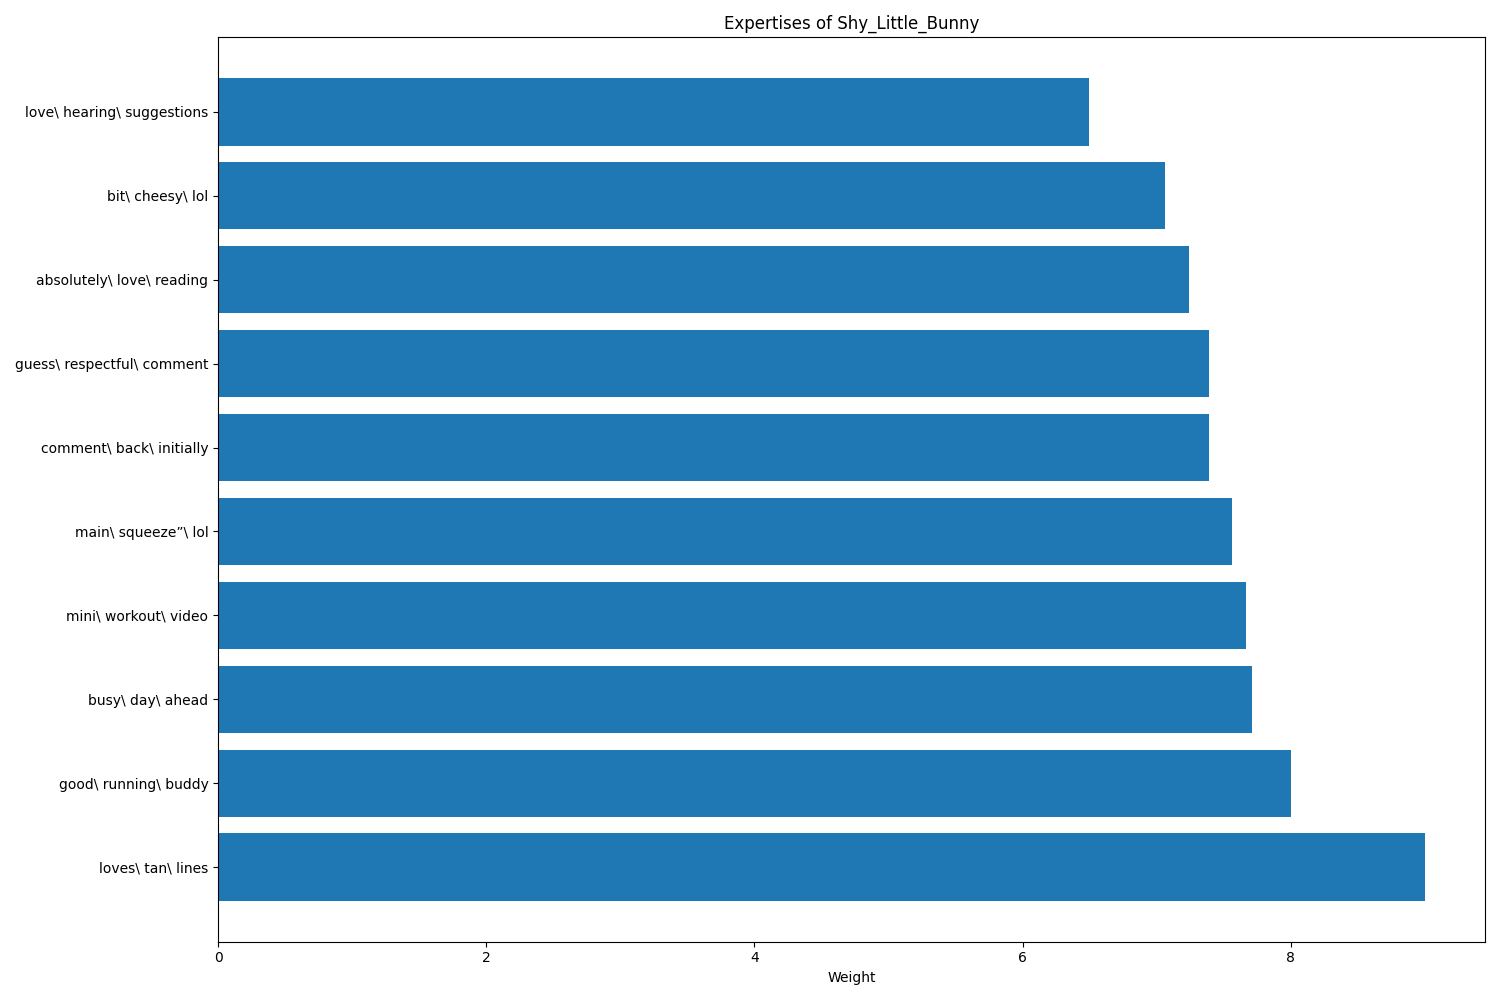 Expertises of Shy_Little_Bunny
love\ hearing\ suggestions
bit\ cheesy\ lol
absolutely\ love\ reading
guess\ respectful\ comment
comment\ back\ initially
main\ squeeze”\ lol
mini\ workout\ video
busy\ day\ ahead
good\ running\ buddy
loves\ tan\ lines
0 2 4 6 8
Weight